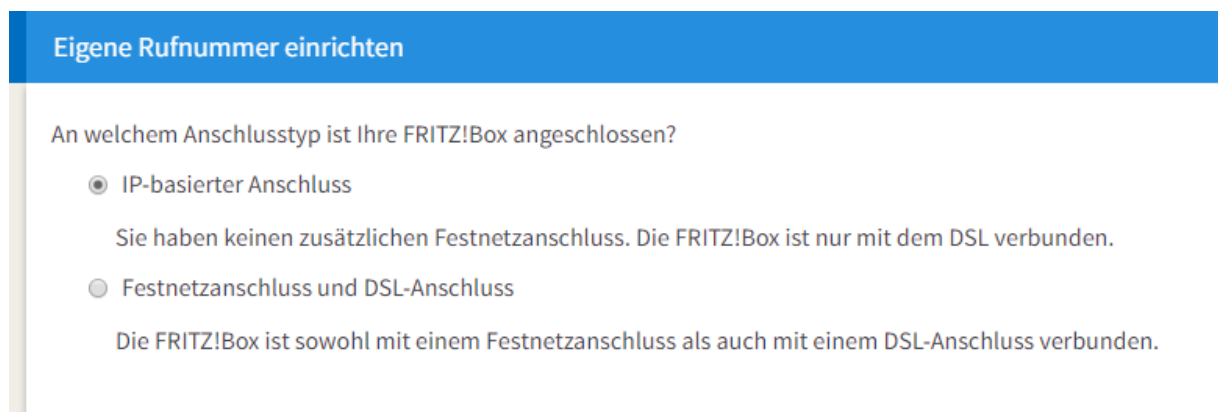 Eigene Rufnummer einrichten
An welchem Anschlusstyp ist Ihre FRITZ!Box angeschlossen?
IP-basierter Anschluss
Sie haben keinen zusätzlichen Festnetzanschluss. Die FRITZ!Box ist nur mit dem DSL verbunden.
Festnetzanschluss und DSL-Anschluss
Die FRITZ!Box ist sowohl mit einem Festnetzanschluss als auch mit einem DSL-Anschluss verbunden.